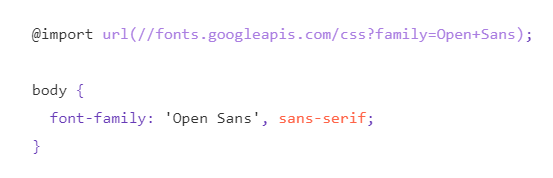 @import url(//fonts.googleapis.com/css?family=Open+Sans);
body {
font-family: 'Open Sans', sans-serif;
}